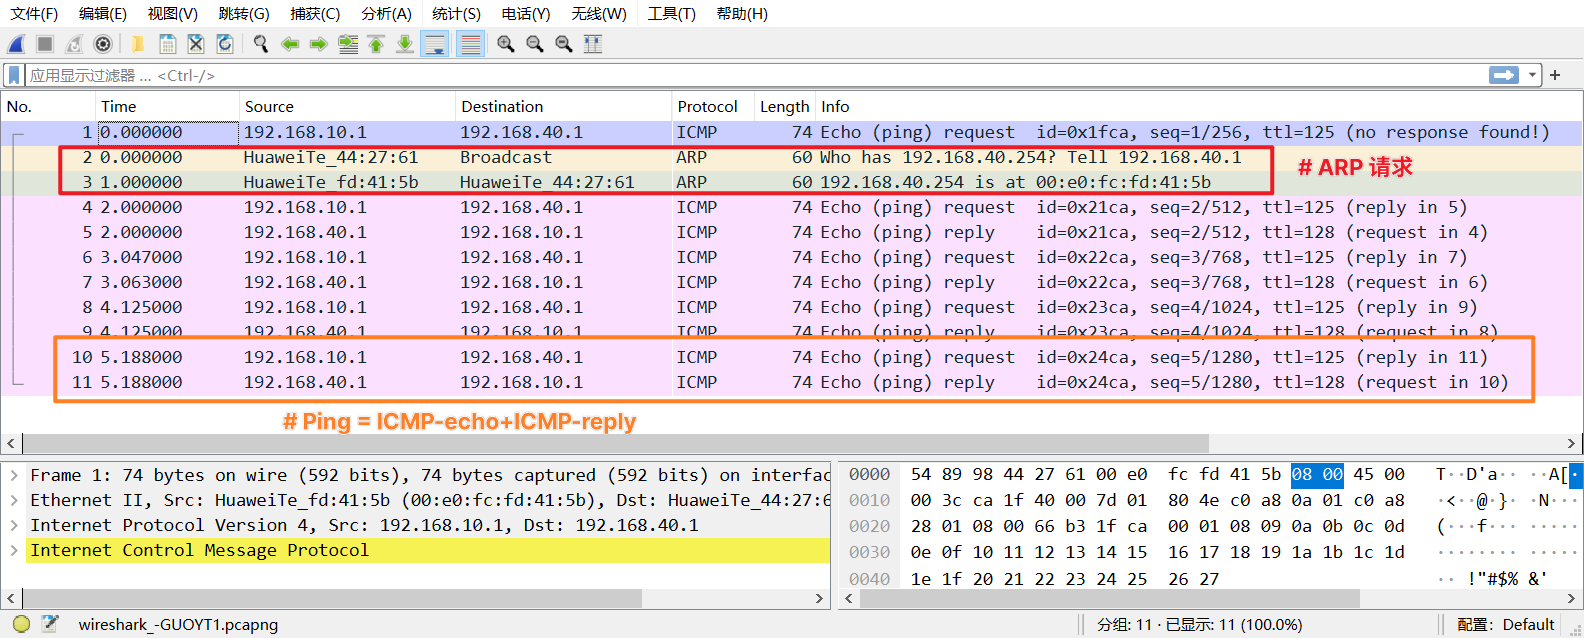 文件(F) 编辑(E) 视图(V) 跳转(G) 捕获(C) 分析(A) 统计(S) 电话(Y) 无线(W) 工具(T) 帮助(H)
应用显示过滤器 … <Ctrl-/>
No. Time Source Destination Protocol Length Info
1 0.000000 192.168.10.1 192.168.40.1 ICMP 74 Echo (ping) request id=0x1fca, seq=1/256, ttl=125 (no response found!)
2 0.000000 HuaweiTe_44:27:61 Broadcast ARP 60 Who has 192.168.40.254? Tell 192.168.40.1
3 1.000000 HuaweiTe_fd:41:5b HuaweiTe_44:27:61 ARP 60 192.168.40.254 is at 00:e0:fc:fd:41:5b
# ARP 请求
4 2.000000 192.168.10.1 192.168.40.1 ICMP 74 Echo (ping) request id=0x21ca, seq=2/512, ttl=125 (reply in 5)
5 2.000000 192.168.40.1 192.168.10.1 ICMP 74 Echo (ping) reply id=0x21ca, seq=2/512, ttl=128 (request in 4)
6 3.047000 192.168.10.1 192.168.40.1 ICMP 74 Echo (ping) request id=0x22ca, seq=3/768, ttl=125 (reply in 7)
7 3.063000 192.168.40.1 192.168.10.1 ICMP 74 Echo (ping) reply id=0x22ca, seq=3/768, ttl=128 (request in 6)
8 4.125000 192.168.10.1 192.168.40.1 ICMP 74 Echo (ping) request id=0x23ca, seq=4/1024, ttl=125 (reply in 9)
9 4.125000 192.168.40.1 192.168.10.1 ICMP 74 Echo (ping) reply id=0x23ca, seq=4/1024, ttl=128 (request in 8)
10 5.188000 192.168.10.1 192.168.40.1 ICMP 74 Echo (ping) request id=0x24ca, seq=5/1280, ttl=125 (reply in 11)
11 5.188000 192.168.40.1 192.168.10.1 ICMP 74 Echo (ping) reply id=0x24ca, seq=5/1280, ttl=128 (request in 10)
# Ping = ICMP-echo+ICMP-reply
Frame 1: 74 bytes on wire (592 bits), 74 bytes captured (592 bits) on interfac
Ethernet II, Src: HuaweiTe_fd:41:5b (00:e0:fc:fd:41:5b), Dst: HuaweiTe_44:27:6
Internet Protocol Version 4, Src: 192.168.10.1, Dst: 192.168.40.1
Internet Control Message Protocol
0000 54 89 98 44 27 61 00 e0 fc fd 41 5b 08 00 45 00 T··D'a·· ··A[·
0010 00 3c ca 1f 40 00 7d 01 80 4e c0 a8 0a 01 c0 a8 ·<··@·}· ·N···
0020 28 01 08 00 66 b3 1f ca 00 01 08 09 0a 0b 0c 0d (···f··· ·····
0030 0e 0f 10 11 12 13 14 15 16 17 18 19 1a 1b 1c 1d ········ ·····
0040 1e 1f 20 21 22 23 24 25 26 27 ·· !"#$% &'
wireshark_-GUOYT1.pcapng 分组: 11 · 已显示: 11 (100.0%) 配置: Default